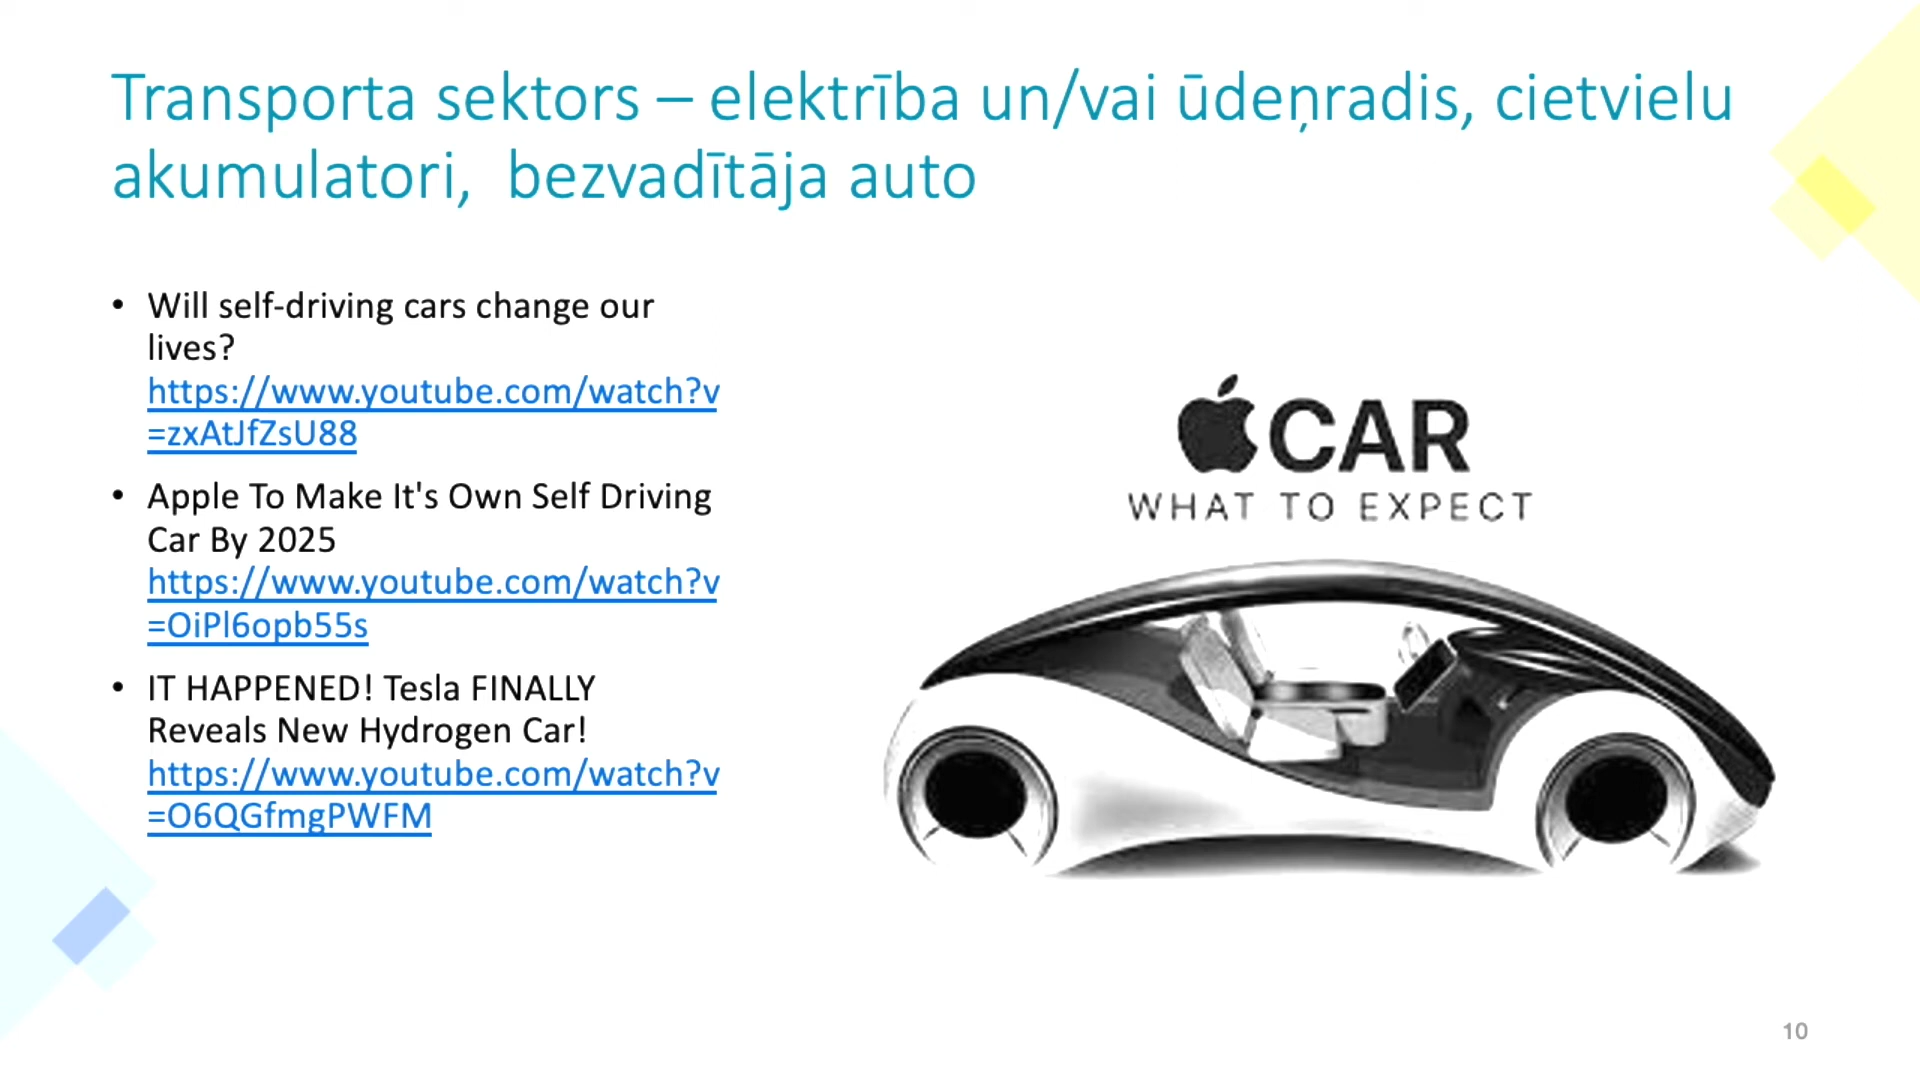 Transporta sektors – elektrība un/vai ūdeņradis, cietvielu
akumulatori,  bezvadītāja auto
• Will self-driving cars change our
lives?
https://www.youtube.com/watch?v
=zxAtJfZsU88
• Apple To Make It's Own Self Driving
Car By 2025
https://www.youtube.com/watch?v
=OiPl6opb55s
• IT HAPPENED! Tesla FINALLY
Reveals New Hydrogen Car!
https://www.youtube.com/watch?v
=O6QGfmgPWFM
CAR
WHAT TO EXPECT
10